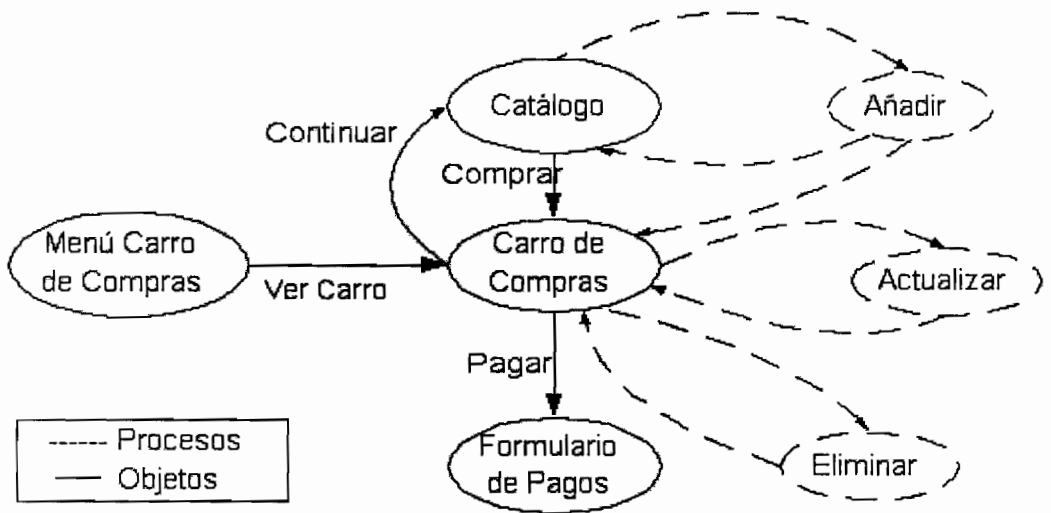 Catálogo
Añadir
Continuar
Comprar
Menú Carro
de Compras
Ver Carro
Carro de
Compras
Actualizar
Pagar
Formulario
de Pagos
Eliminar
Procesos
Objetos